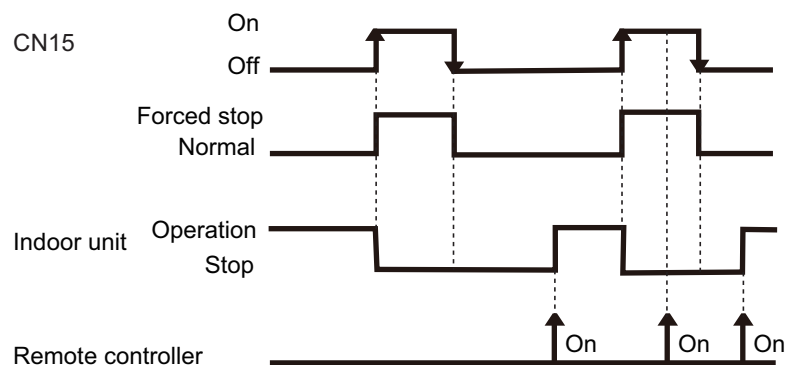 CN15
On
Off
Forced stop
Normal
Indoor unit
Operation
Stop
Remote controller
On
On
On